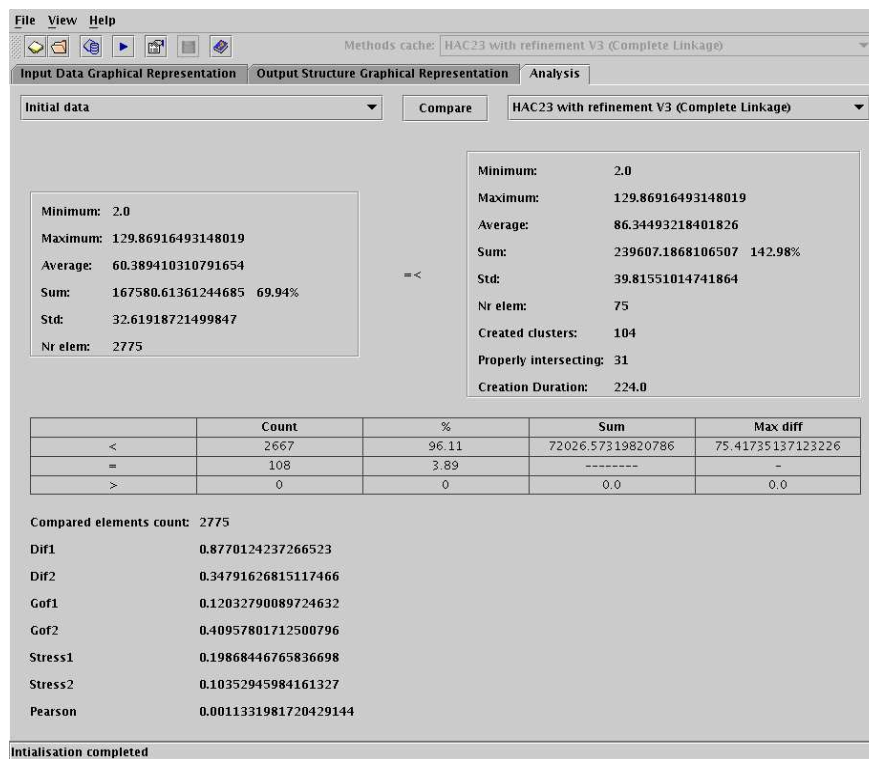 File View Help
Methods cache: HAC23 with refinement V3 (Complete Linkage)
Input Data Graphical Representation Output Structure Graphical Representation Analysis
Initial data Compare HAC23 with refinement V3 (Complete Linkage)
Minimum: 2.0
Maximum: 129.86916493148019
Average: 60.389410310791654
Sum: 167580.61361244685 69.94%
Std: 32.61918721499847
Nr elem: 2775
=<
Minimum: 2.0
Maximum: 129.86916493148019
Average: 86.34493218401826
Sum: 239607.1868106507 142.98%
Std: 39.81551014741864
Nr elem: 75
Created clusters: 104
Properly intersecting: 31
Creation Duration: 224.0
Count % Sum Max diff
< 2667 96.11 72026.57319820786 75.41735137123226
= 108 3.89 -------- -
> 0 0 0.0 0.0
Compared elements count: 2775
Dif1 0.8770124237266523
Dif2 0.34791626815117466
Gof1 0.12032790089724632
Gof2 0.40957801712500796
Stress1 0.19868446765836698
Stress2 0.10352945984161327
Pearson 0.0011331981720429144
Intialisation completed